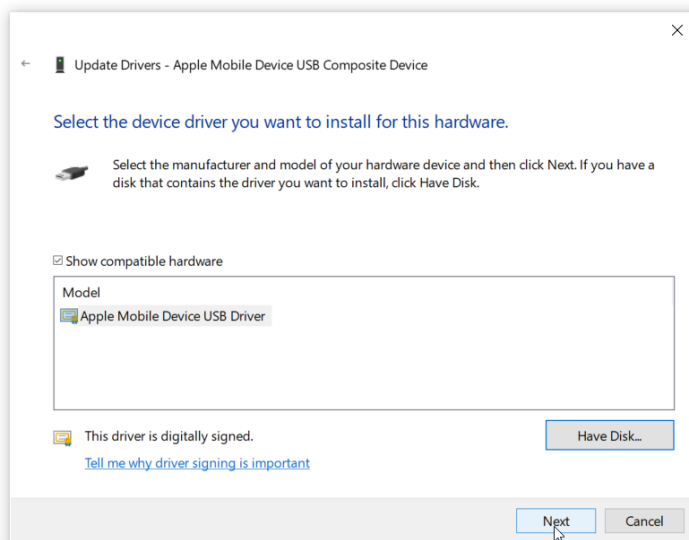 Update Drivers - Apple Mobile Device USB Composite Device
Select the device driver you want to install for this hardware.
Select the manufacturer and model of your hardware device and then click Next. If you have a
disk that contains the driver you want to install, click Have Disk.
Show compatible hardware
Model
Apple Mobile Device USB Driver
This driver is digitally signed.
Have Disk...
Tell me why driver signing is important
Next
Cancel